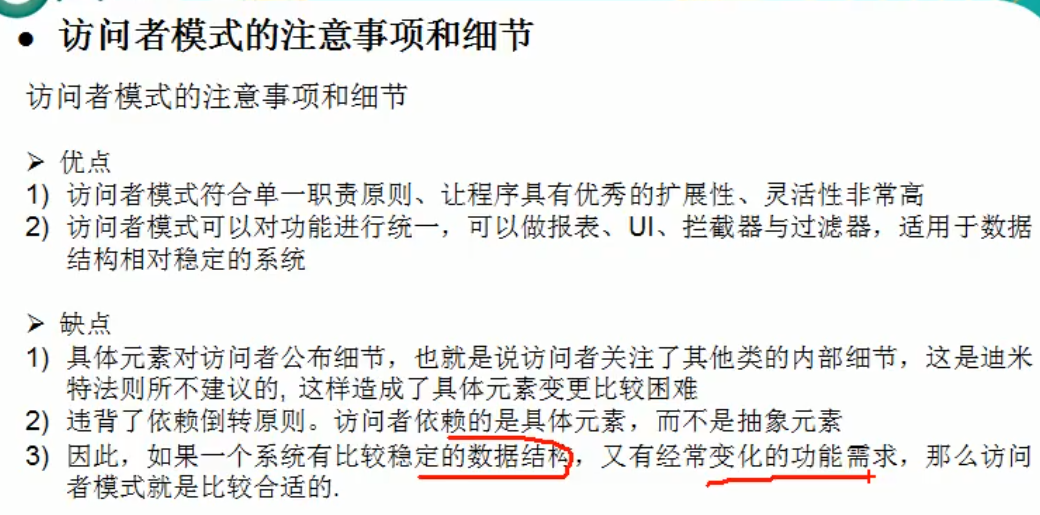 ● 访问者模式的注意事项和细节
访问者模式的注意事项和细节
➢ 优点
1) 访问者模式符合单一职责原则、让程序具有优秀的扩展性、灵活性非常高
2) 访问者模式可以对功能进行统一，可以做报表、UI、拦截器与过滤器，适用于数据
结构相对稳定的系统
➢ 缺点
1) 具体元素对访问者公布细节，也就是说访问者关注了其他类的内部细节，这是迪米
特法则所不建议的, 这样造成了具体元素变更比较困难
2) 违背了依赖倒转原则。访问者依赖的是具体元素，而不是抽象元素
3) 因此，如果一个系统有比较稳定的数据结构，又有经常变化的功能需求，那么访问
者模式就是比较合适的.